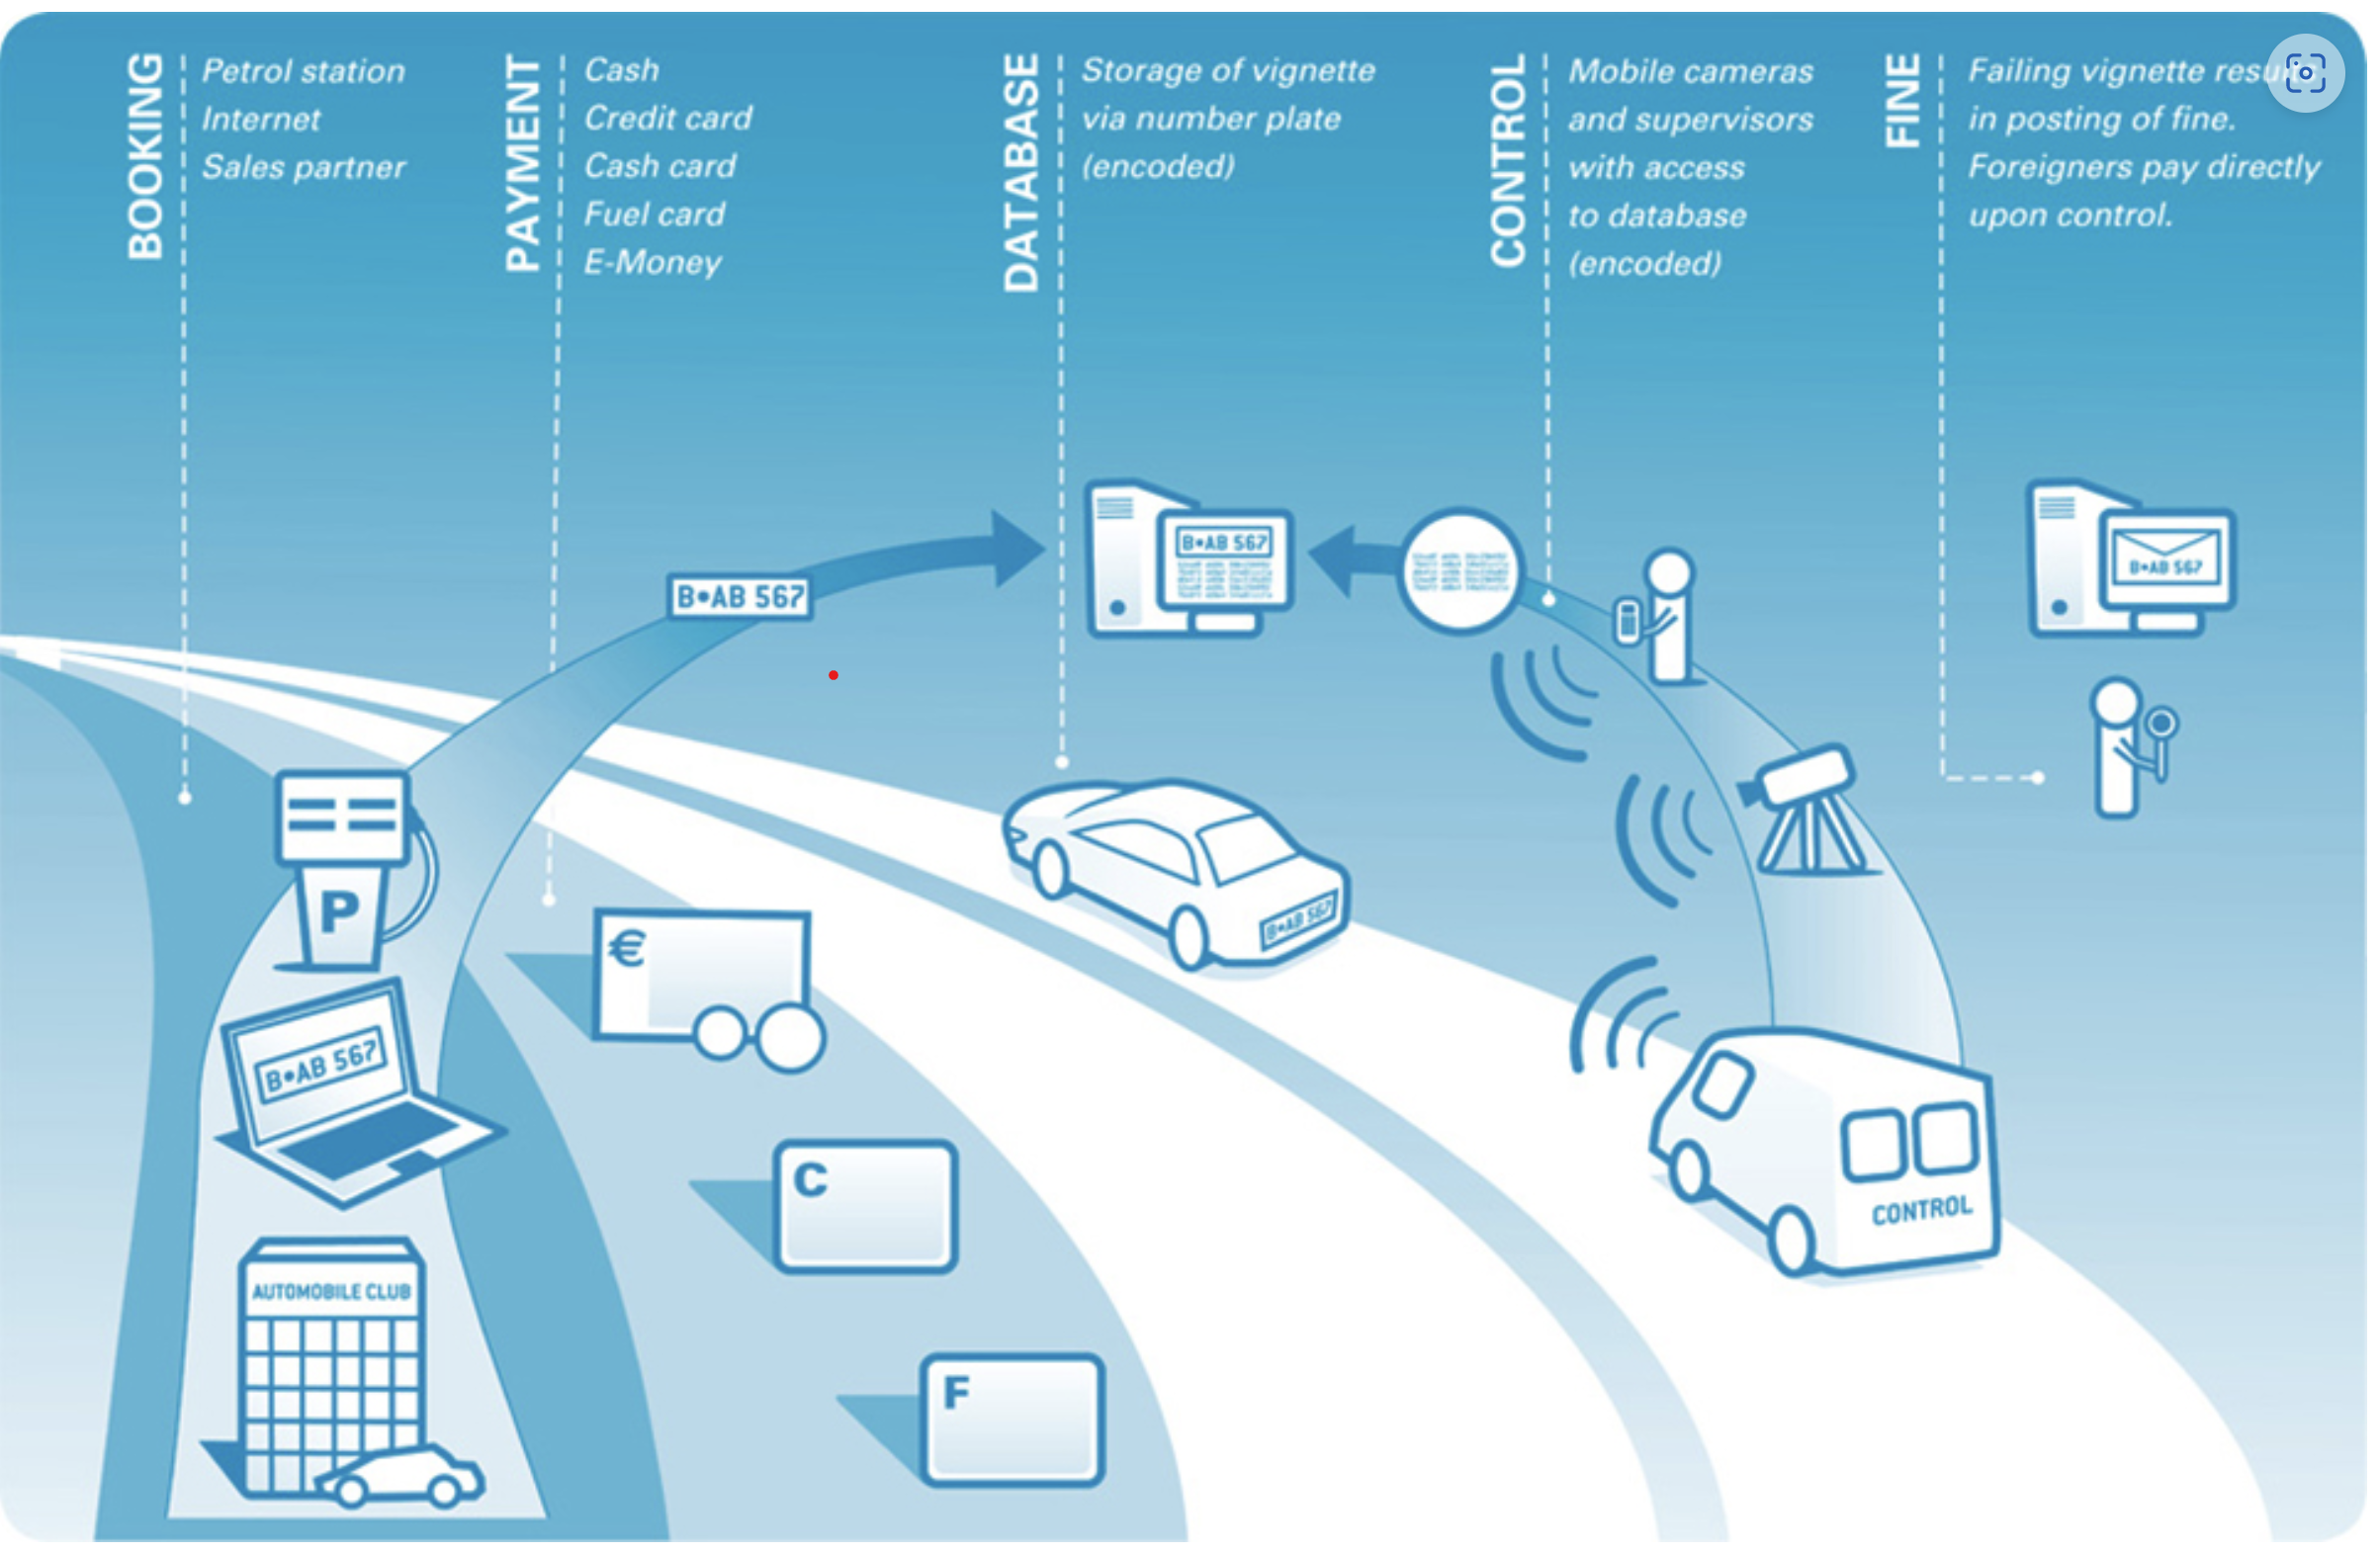 BOOKING
Petrol station
Internet
Sales partner
PAYMENT
Cash
Credit card
Cash card
Fuel card
E-Money
DATABASE
Storage of vignette
via number plate
(encoded)
CONTROL
Mobile cameras
and supervisors
with access
to database
(encoded)
FINE
Failing vignette
in posting of fine.
Foreigners pay directly
upon control.
B•AB 567
B•AB 567
B•AB 567
P
€
B•AB 567
B•AB 567
C
CONTROL
AUTOMOBILE CLUB
F